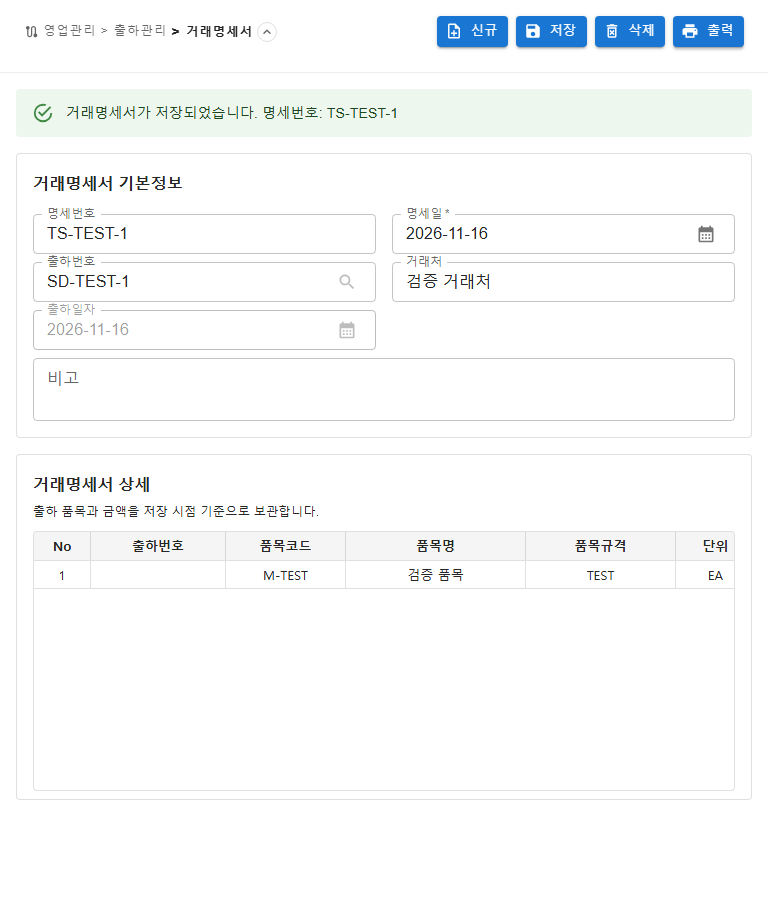 영업관리 > 출하관리 > 거래명세서
신규 저장 삭제 출력
거래명세서가 저장되었습니다. 명세번호: TS-TEST-1
거래명세서 기본정보
명세번호
TS-TEST-1
명세일 *
2026-11-16
출하번호
SD-TEST-1
거래처
검증 거래처
출하일자
2026-11-16
비고
거래명세서 상세
출하 품목과 금액을 저장 시점 기준으로 보관합니다.
No 출하번호 품목코드 품목명 품목규격 단위
1 M-TEST 검증 품목 TEST EA